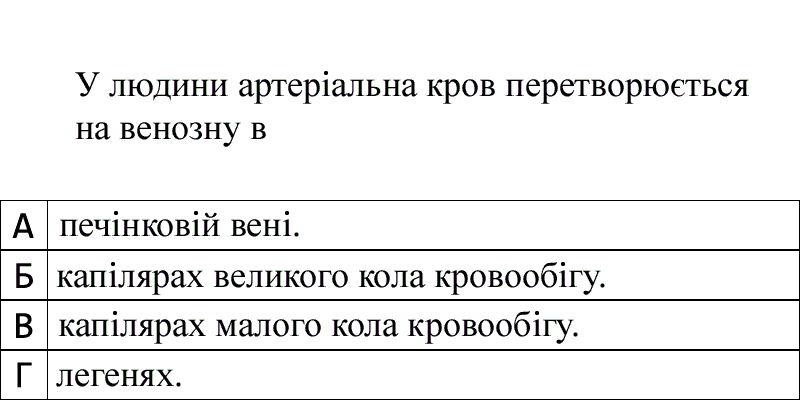 У людини артеріальна кров перетворюється
на венозну в
А печінковій вені.
Б капілярах великого кола кровообігу.
В капілярах малого кола кровообігу.
Г легенях.